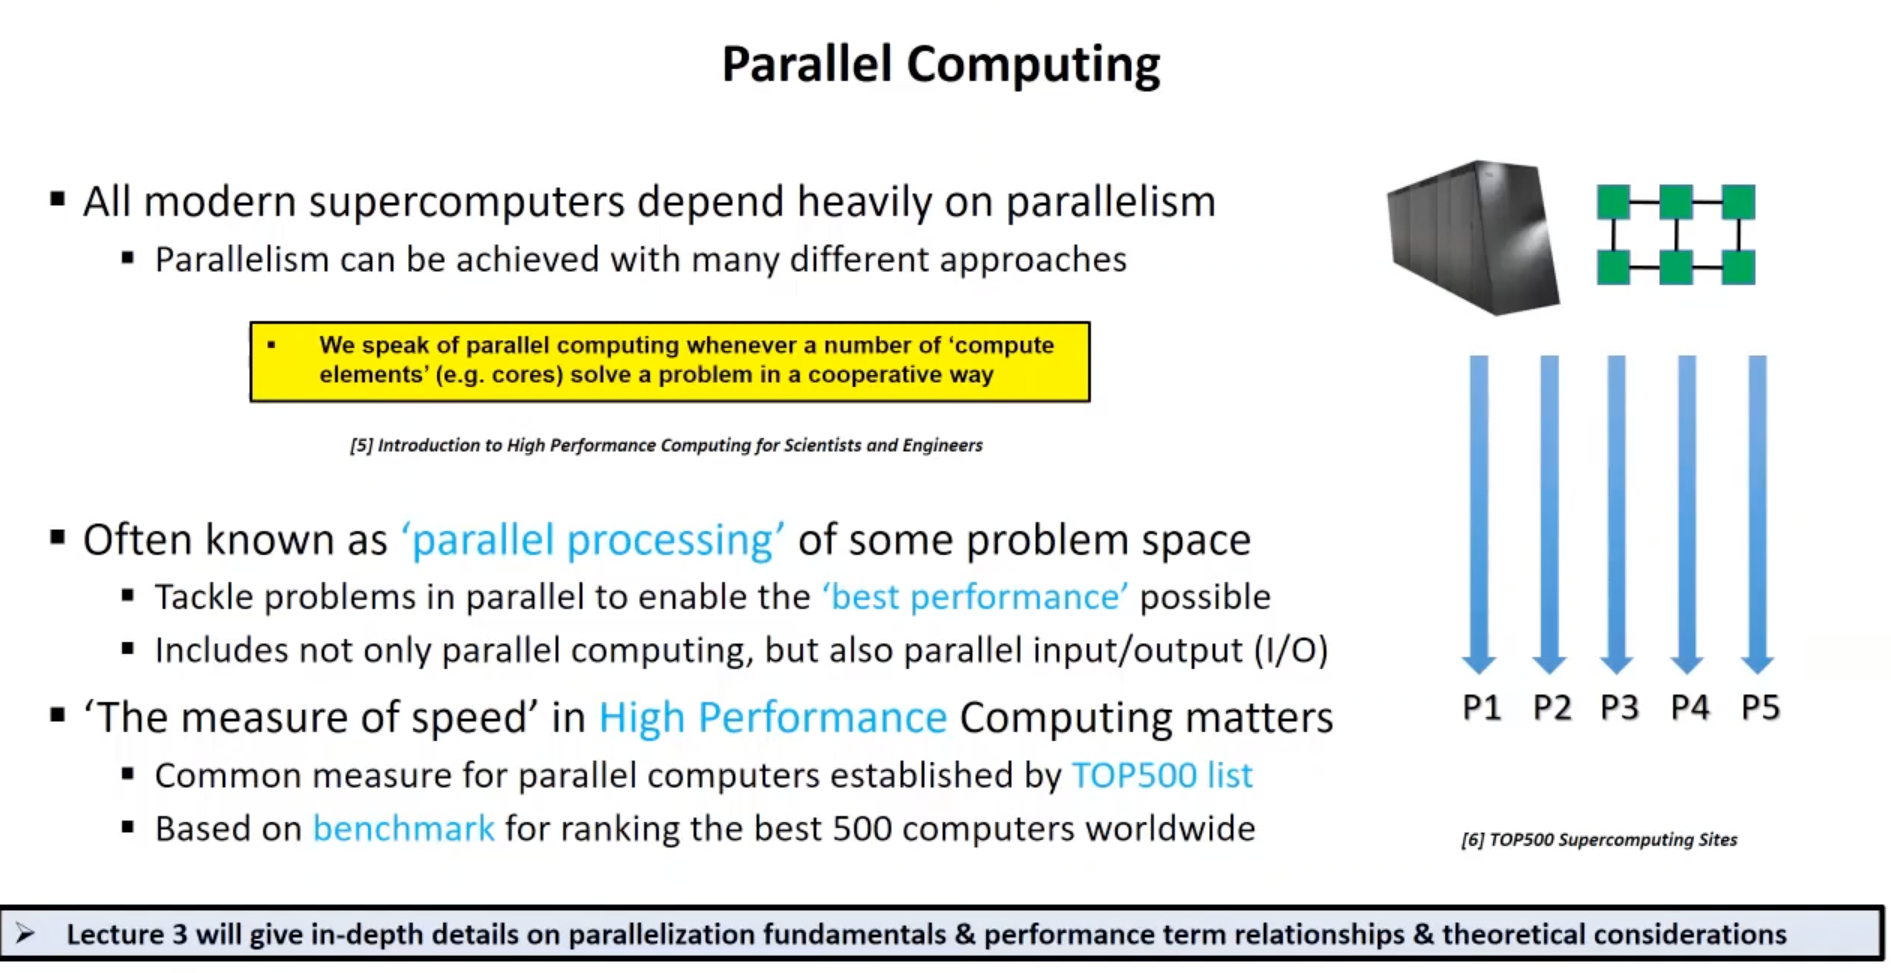 Parallel Computing
▪ All modern supercomputers depend heavily on parallelism
▪ Parallelism can be achieved with many different approaches
▪ We speak of parallel computing whenever a number of ‘compute
elements’ (e.g. cores) solve a problem in a cooperative way
[5] Introduction to High Performance Computing for Scientists and Engineers
▪ Often known as ‘parallel processing’ of some problem space
▪ Tackle problems in parallel to enable the ‘best performance’ possible
▪ Includes not only parallel computing, but also parallel input/output (I/O)
▪ ‘The measure of speed’ in High Performance Computing matters
▪ Common measure for parallel computers established by TOP500 list
▪ Based on benchmark for ranking the best 500 computers worldwide
P1 P2 P3 P4 P5
[6] TOP500 Supercomputing Sites
➢ Lecture 3 will give in-depth details on parallelization fundamentals & performance term relationships & theoretical considerations